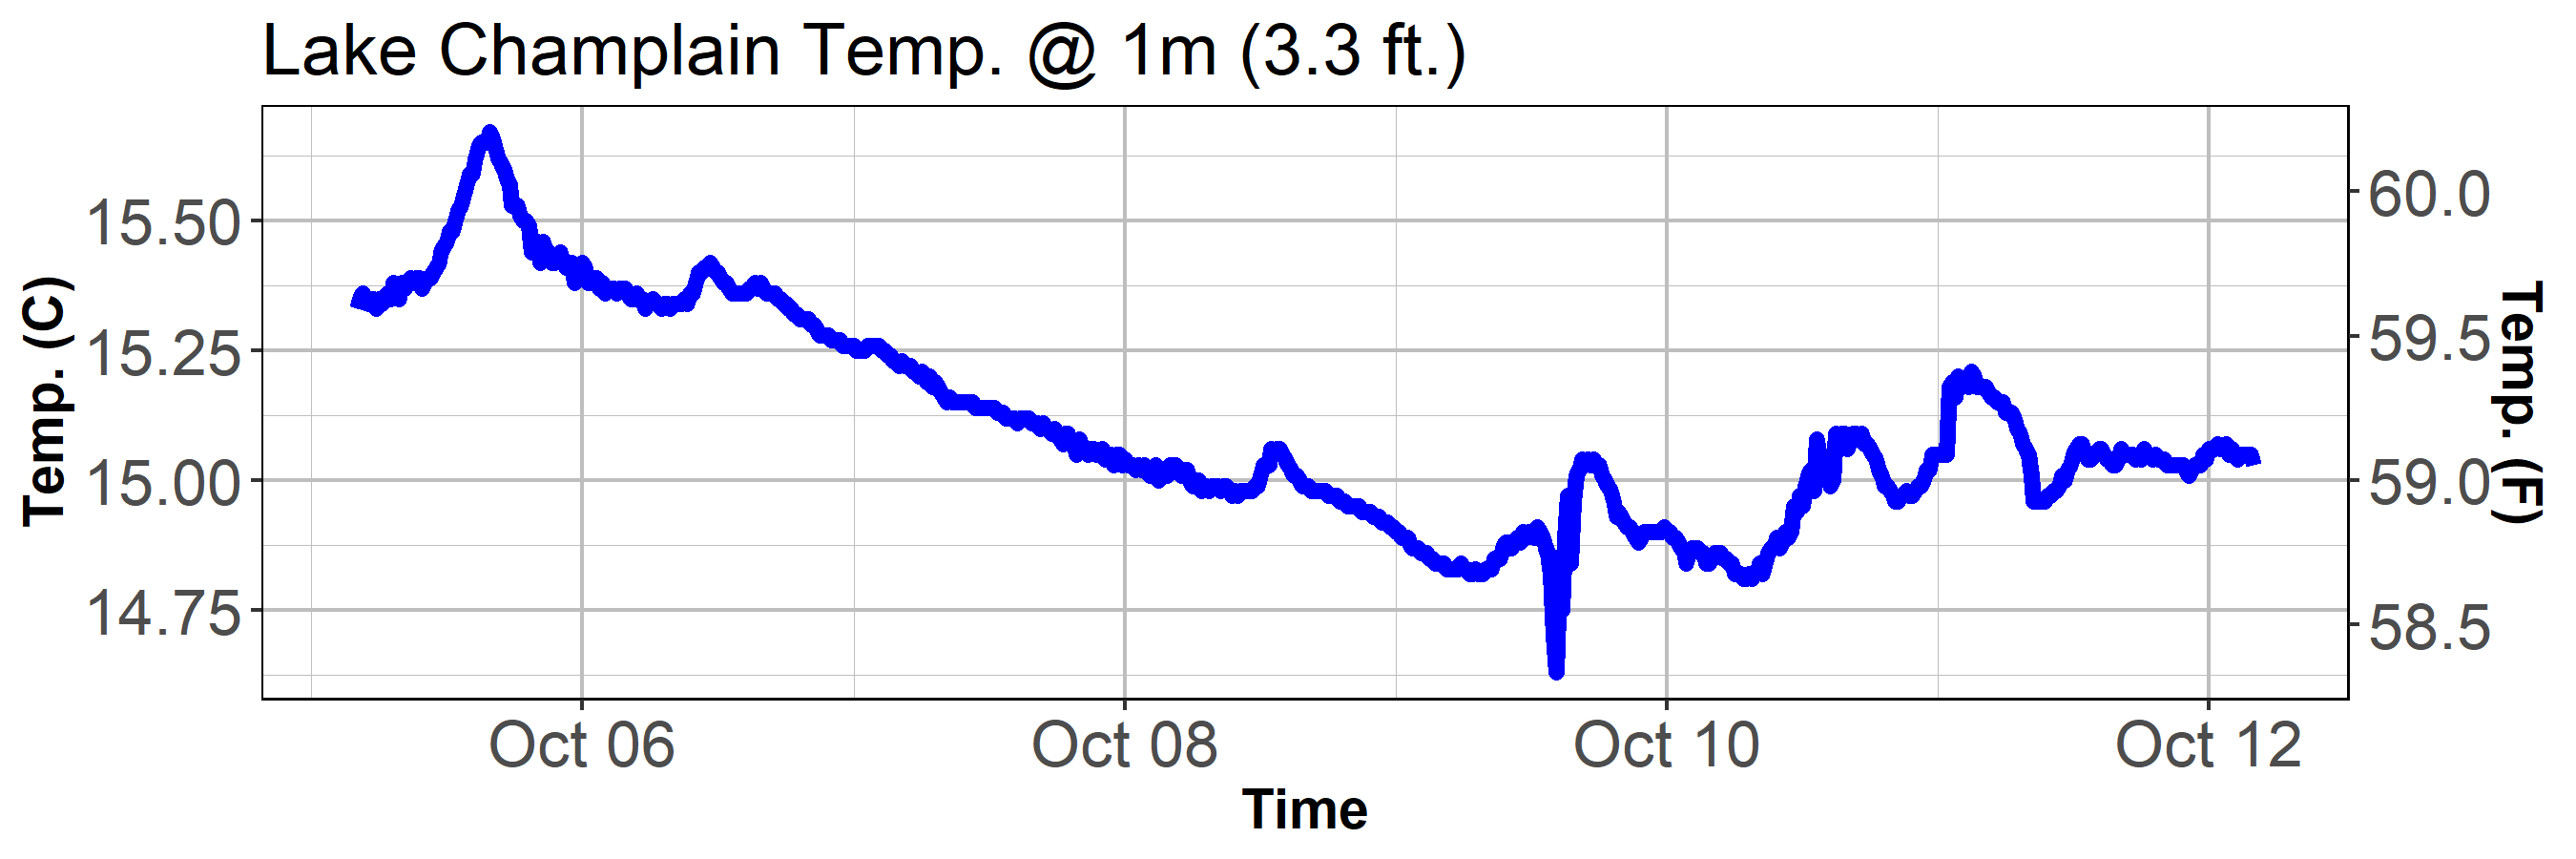 Lake Champlain Temp. @ 1m (3.3 ft.)
Temp. (C)
15.50
15.25
15.00
14.75
60.0
59.5
59.0
58.5
Temp. (F)
Oct 06 Oct 08 Oct 10 Oct 12
Time